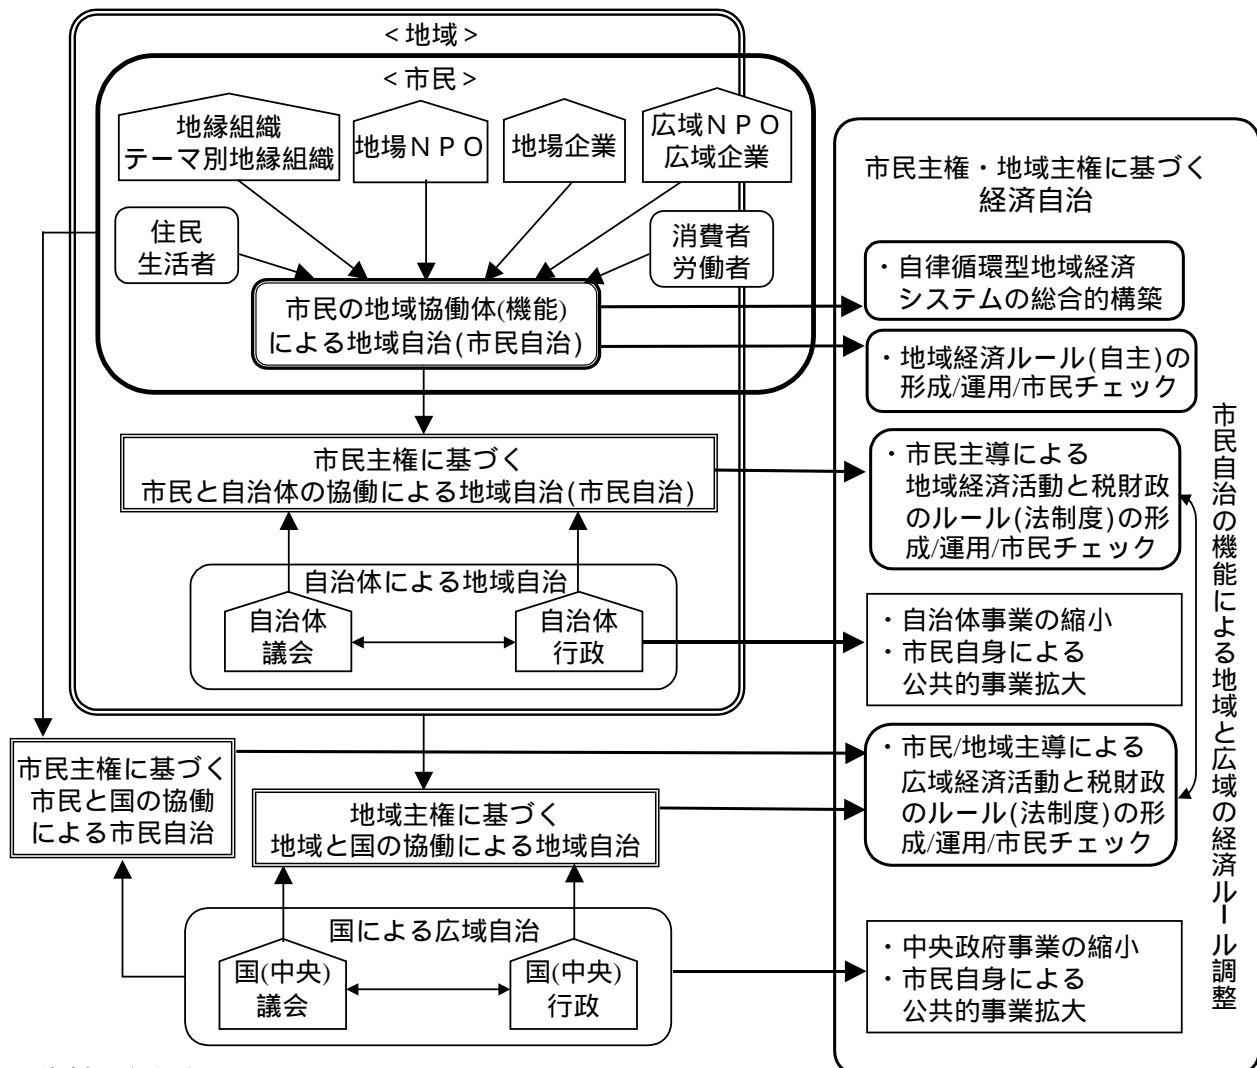 ＜地域＞
＜市民＞
地縁組織
テーマ別地縁組織
地場ＮＰＯ
地場企業
広域ＮＰＯ
広域企業
住民
生活者
消費者
労働者
市民の地域協働体(機能)
による地域自治(市民自治)
市民主権に基づく
市民と自治体の協働による地域自治(市民自治)
自治体による地域自治
自治体
議会
自治体
行政
市民主権に基づく
市民と国の協働
による市民自治
地域主権に基づく
地域と国の協働による地域自治
国による広域自治
国(中央)
議会
国(中央)
行政
市民主権・地域主権に基づく
経済自治
・自律循環型地域経済
システムの総合的構築
・地域経済ルール(自主)の
形成/運用/市民チェック
・市民主導による
地域経済活動と税財政
のルール(法制度)の形
成/運用/市民チェック
・自治体事業の縮小
・市民自身による
公共的事業拡大
・市民/地域主導による
広域経済活動と税財政
のルール(法制度)の形
成/運用/市民チェック
・中央政府事業の縮小
・市民自身による
公共的事業拡大
市民自治の機能による地域と広域の経済ルール調整